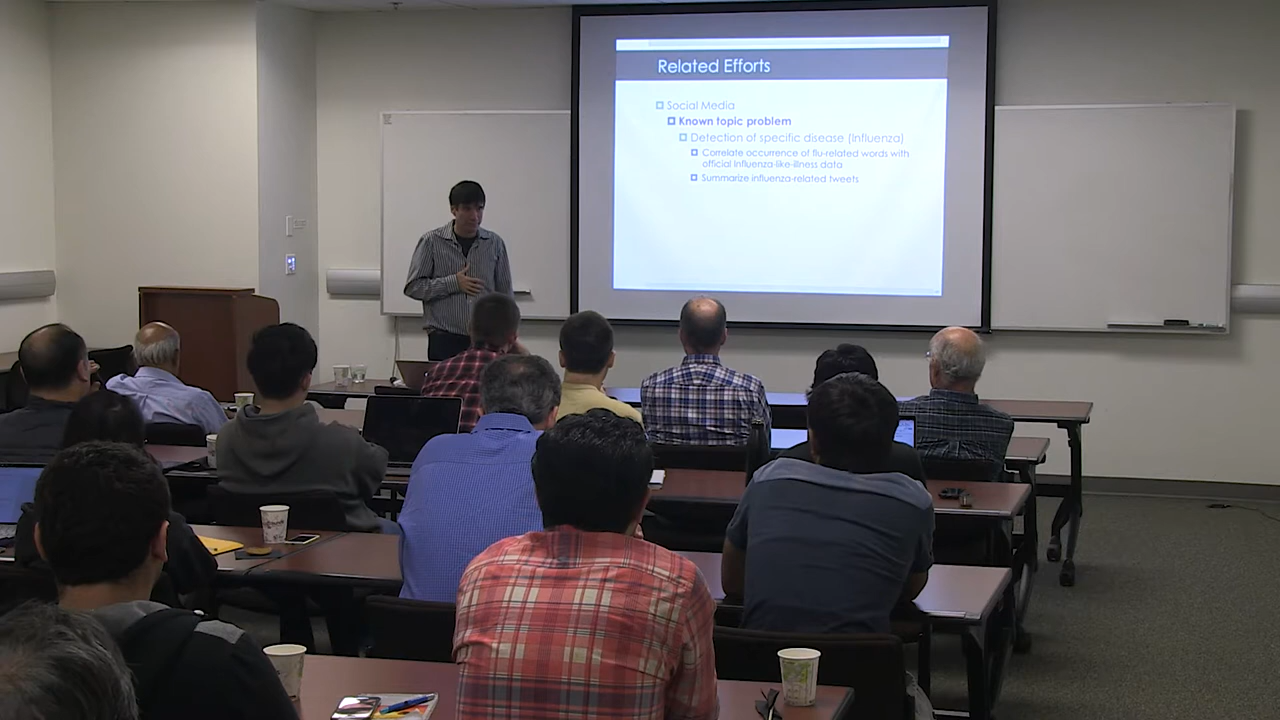 Related Efforts
Social Media
Known topic problem
Detection of specific disease (Influenza)
Correlate occurrence of flu-related words with
official Influenza-like-illness data
Summarize influenza-related tweets